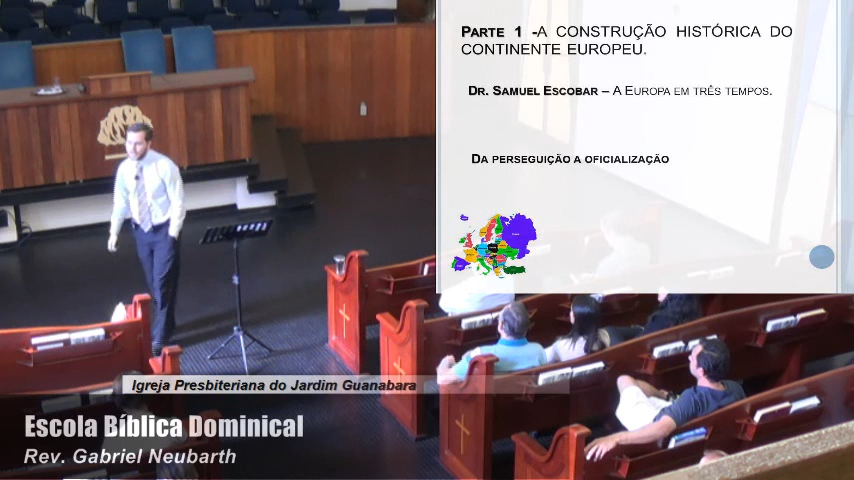 PARTE 1 -A CONSTRUÇÃO HISTÓRICA DO
CONTINENTE EUROPEU.
DR. SAMUEL ESCOBAR – A EUROPA EM TRÊS TEMPOS.
DA PERSEGUIÇÃO A OFICIALIZAÇÃO
Igreja Presbiteriana do Jardim Guanabara
Escola Bíblica Dominical
Rev. Gabriel Neubarth